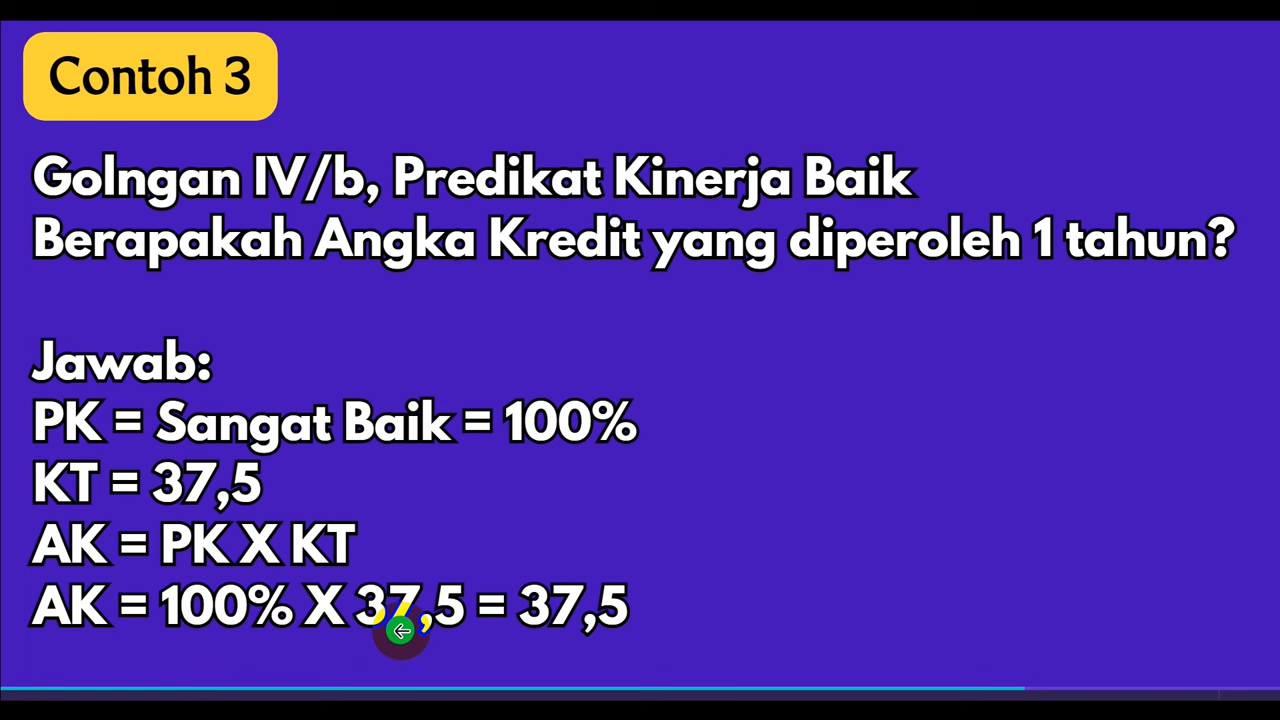 Contoh 3
Golngan IV/b, Predikat Kinerja Baik
Berapakah Angka Kredit yang diperoleh 1 tahun?
Jawab:
PK = Sangat Baik = 100%
KT = 37,5
AK = PK X KT
AK = 100% X 37,5 = 37,5